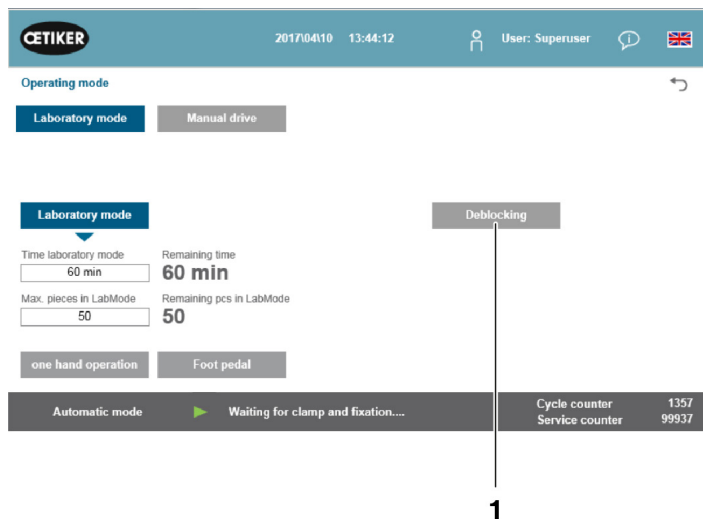 OETIKER 2017\04\10 13:44:12 User: Superuser
Operating mode
Laboratory mode Manual drive
Laboratory mode Deblocking
Time laboratory mode Remaining time
60 min 60 min
Max. pieces in LabMode Remaining pcs in LabMode
50 50
one hand operation Foot pedal
Automatic mode Waiting for clamp and fixation.... Cycle counter 1357
Service counter 99937
1